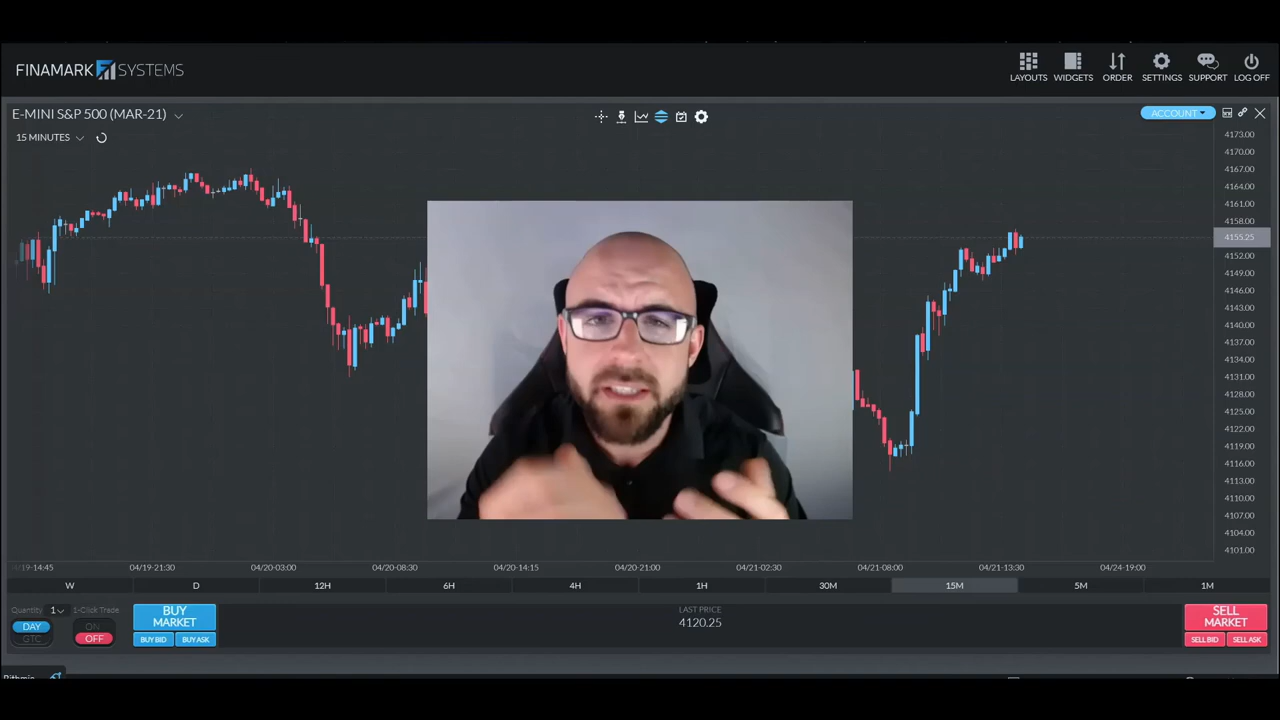 FINAMARK SYSTEMS
LAYOUTS WIDGETS ORDER SETTINGS SUPPORT LOG OFF
E-MINI S&P 500 (MAR-21)
ACCOUNT
15 MINUTES
4173.00
4170.00
4167.00
4164.00
4161.00
4158.00
4155.25
4152.00
4149.00
4146.00
4143.00
4140.00
4137.00
4134.00
4131.00
4128.00
4125.00
4122.00
4119.00
4116.00
4113.00
4110.00
4107.00
4104.00
4101.00
04/19-14:45 04/19-21:30 04/20-03:00 04/20-08:30 04/20-14:15 04/20-21:00 04/21-02:30 04/21-08:00 04/21-13:30 04/24-19:00
W D 12H 6H 4H 1H 30M 15M 5M 1M
Quantity 1 1-Click Trade
DAY
GTC
ON
OFF
BUY
MARKET
BUY BID BUY ASK
LAST PRICE
4120.25
SELL
MARKET
SELL BID SELL ASK